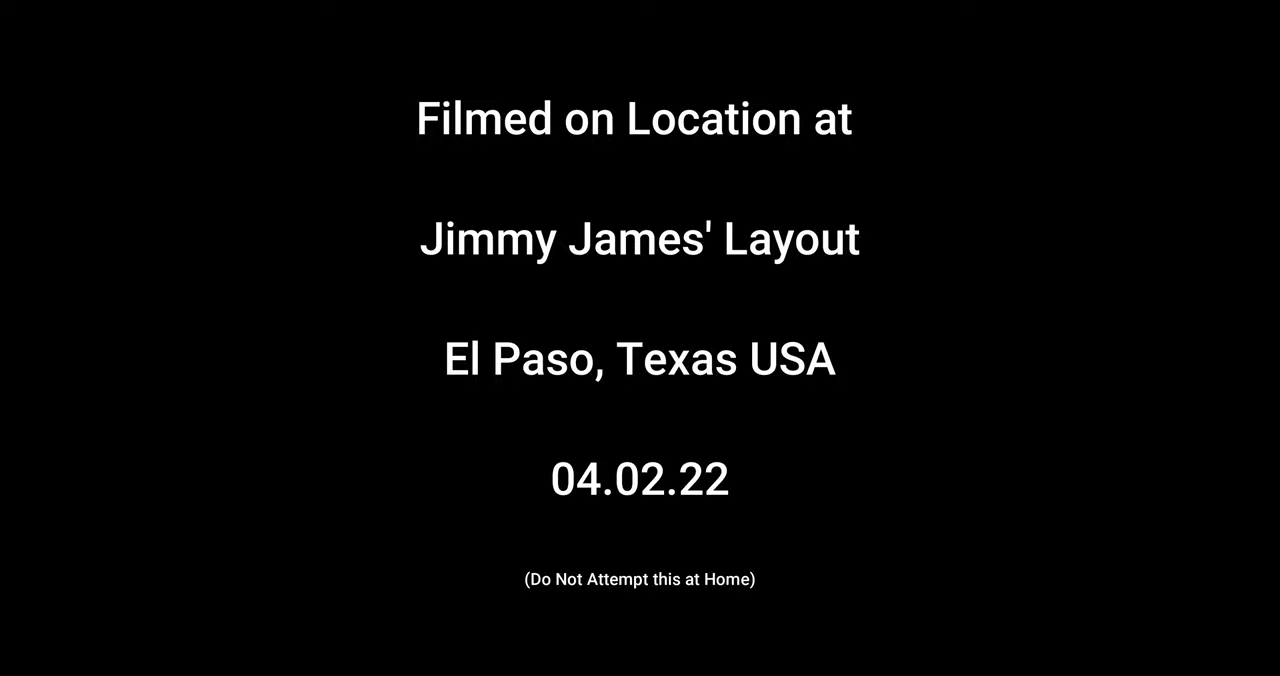 Filmed on Location at
Jimmy James' Layout
El Paso, Texas USA
04.02.22
(Do Not Attempt this at Home)